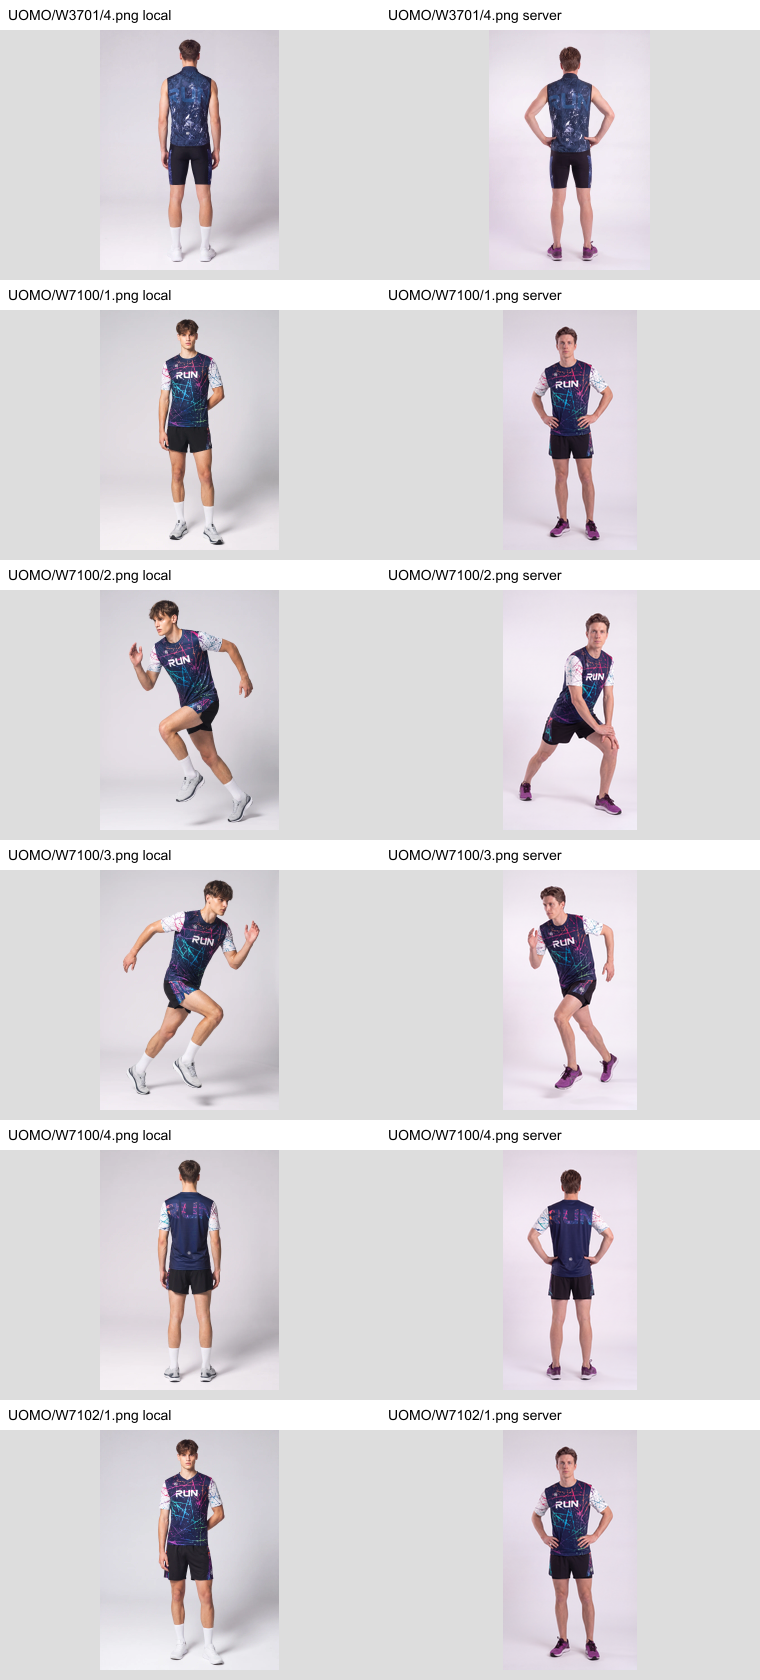 UOMO/W3701/4.png local
UOMO/W3701/4.png server
UOMO/W7100/1.png local
UOMO/W7100/1.png server
RUN
RUN
UOMO/W7100/2.png local
UOMO/W7100/2.png server
RUN
RUN
UOMO/W7100/3.png local
UOMO/W7100/3.png server
RUN
RUN
UOMO/W7100/4.png local
UOMO/W7100/4.png server
RUN
RUN
UOMO/W7102/1.png local
UOMO/W7102/1.png server
RUN
RUN